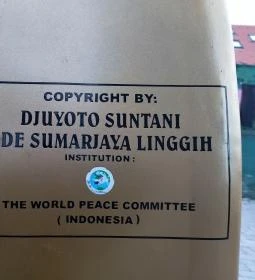 COPYRIGHT BY:
DJUYOTO SUNTANI
DE SUMARJAYA LINGGIH
INSTITUTION :
THE WORLD PEACE COMMITTEE
( INDONESIA )